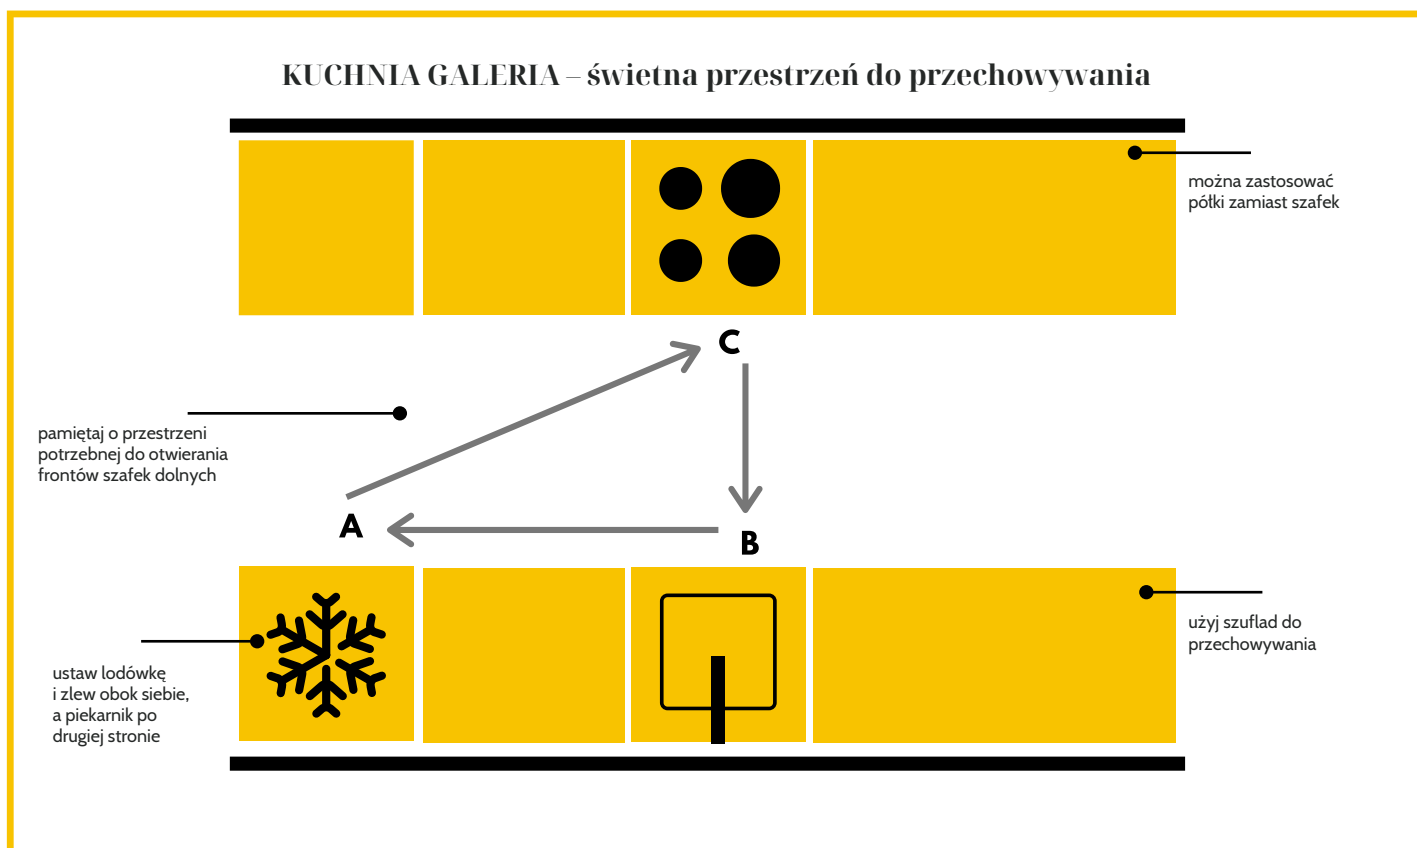 KUCHNIA GALERIA – świetna przestrzeń do przechowywania
można zastosować
półki zamiast szafek
C
pamiętaj o przestrzeni
potrzebnej do otwierania
frontów szafek dolnych
A
B
użyj szuflad do
przechowywania
ustaw lodówkę
i zlew obok siebie,
a piekarnik po
drugiej stronie